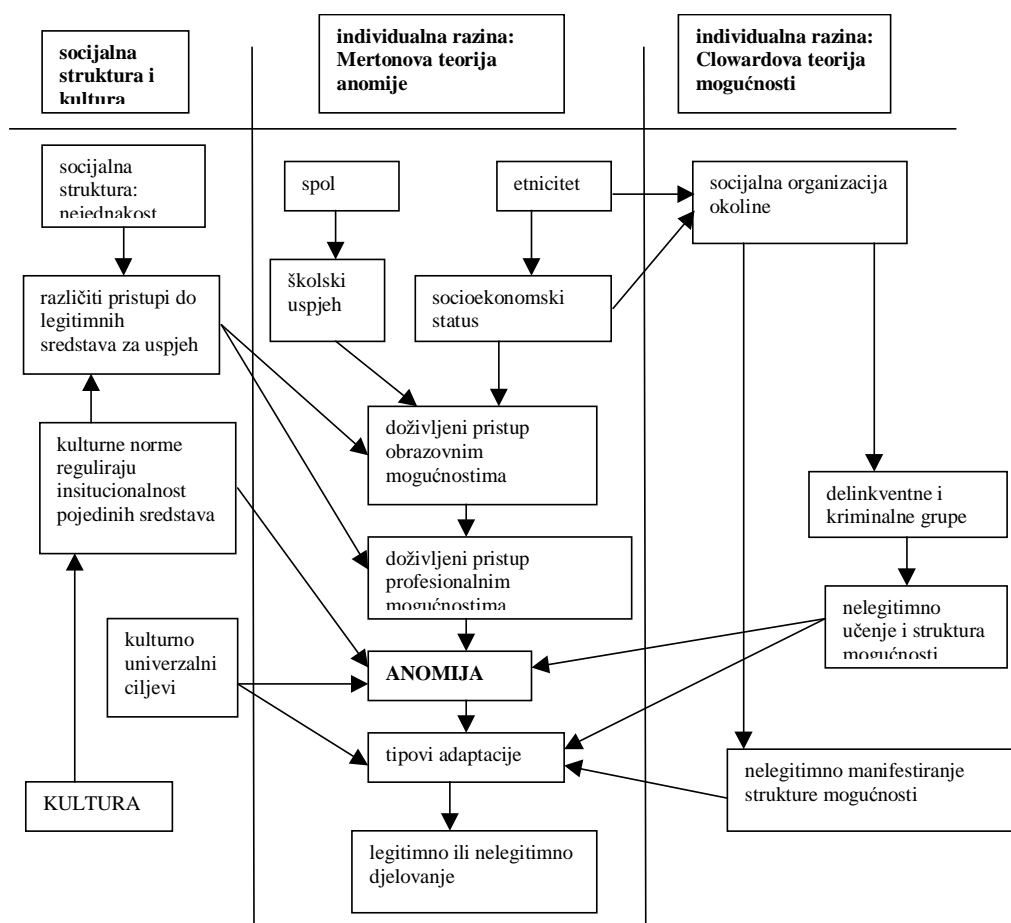 socijalna
struktura i
kultura
individualna razina:
Mertonova teorija
anomije
individualna razina:
Clowardova teorija
mogućnosti
socijalna
struktura:
nejednakost
spol
etnicitet
socijalna organizacija
okoline
različiti pristupi do
legitimnih
sredstava za uspjeh
školski
uspjeh
socioekonomski
status
kulturne norme
reguliraju
insitucionalnost
pojedinih sredstava
doživljeni pristup
obrazovnim
mogućnostima
delinkventne i
kriminalne grupe
doživljeni pristup
profesionalnim
mogućnostima
nelegitimno
učenje i struktura
mogućnosti
kulturno
univerzalni
ciljevi
ANOMIJA
tipovi adaptacije
nelegitimno manifestiranje
strukture mogućnosti
KULTURA
legitimno ili nelegitimno
djelovanje